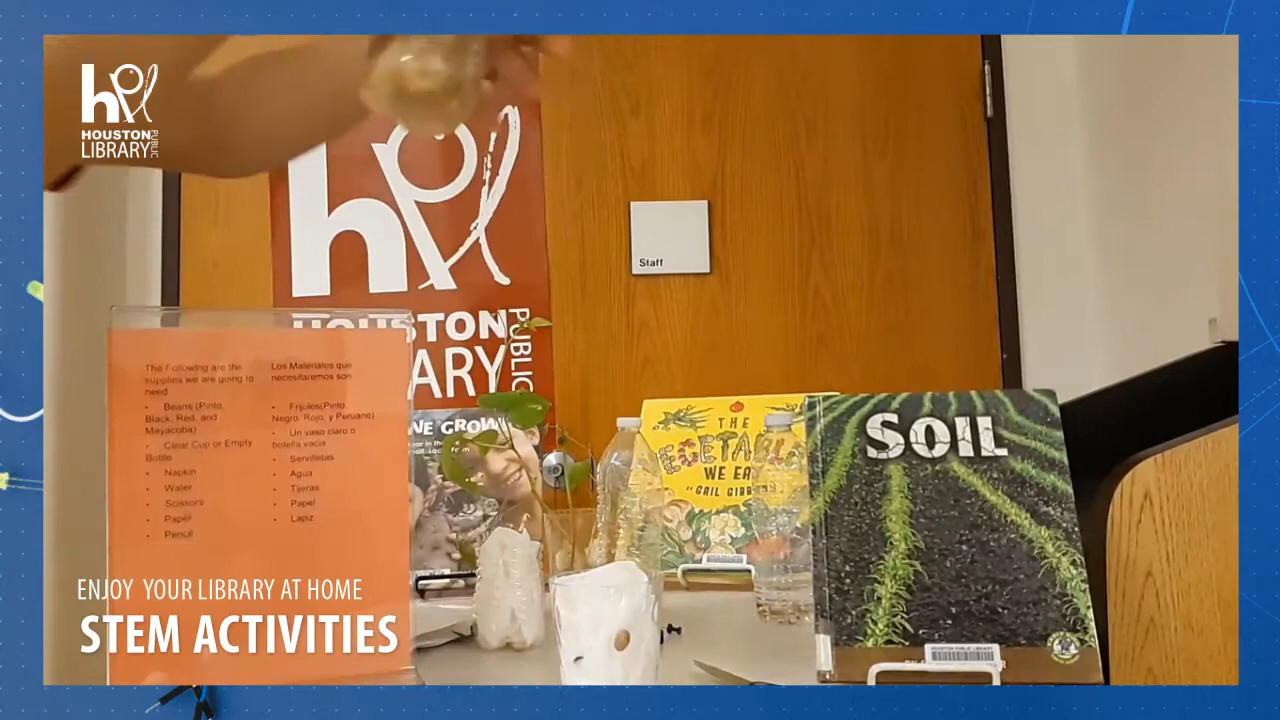 hpl
HOUSTON
LIBRARY
PUBLIC
hpl
HOUSTON
LIBRARY
PUBLIC
Staff
The Following are the
supplies we are going to
need
• Beans (Pinto,
Black, Red, and
Mayacoba)
• Clear Cup or Empty
Bottle
• Napkin
• Water
• Scissors
• Paper
• Pencil
Los Materiales que
necesitaremos son
• Frijoles(Pinto,
Negro, Rojo, y Peruano)
• Un vaso claro o
botella vacia
• Servilletas
• Agua
• Tijeras
• Papel
• Lapiz
THE
VEGETABLES
WE EAT
BY GAIL GIBBONS
SOIL
HOUSTON PUBLIC LIBRARY
ENJOY YOUR LIBRARY AT HOME
STEM ACTIVITIES